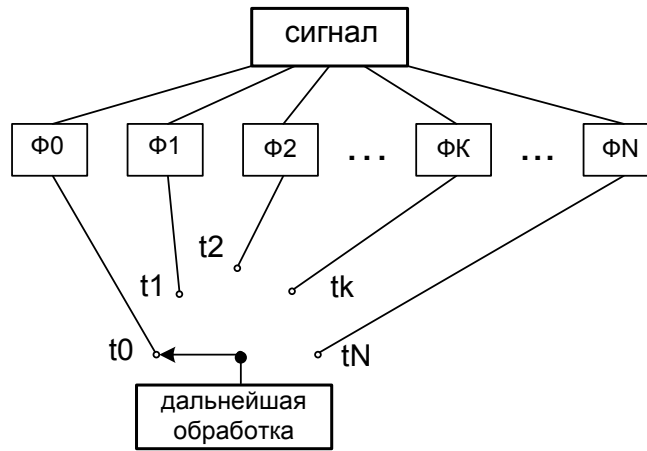 сигнал
Ф0 Ф1 Ф2 ... ФК ... ФN
t2
t1 tk
t0 tN
дальнейшая
обработка